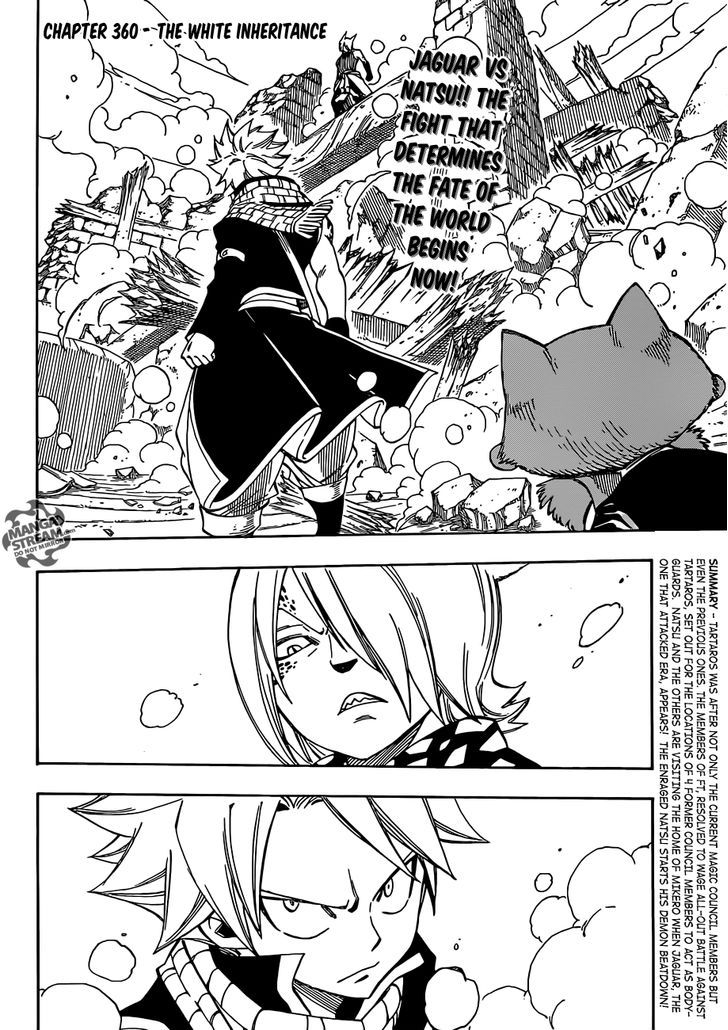 CHAPTER 360 - THE WHITE INHERITANCE
JAGUAR VS
NATSU!! THE
FIGHT THAT
DETERMINES
THE FATE OF
THE WORLD
BEGINS
NOW!
MANGA
STREAM.com
DO NOT MIRROR
SUMMARY - TARTAROS WAS AFTER NO ONLY THE CURRENT MAGIC COUNCIL MEMBERS BUT
EVEN THE PREVIOUS ONES. THE MEMBERS OF FT, RESOLVED TO WAGE ALL-OUT BATTLE AGAINST
TARTAROS, SET OUT FOR THE LOCATIONS OF 4 FORMER COUNCIL MEMBERS TO ACT AS BODY-
GUARDS. NATSU AND THE OTHERS ARE VISITING THE HOME OF MIKERO WHEN JAGUAR, THE
ONE THAT ATTACKED ERA, APPEARS! THE ENRAGED NATSU STARTS HIS DEMON BEATDOWN!